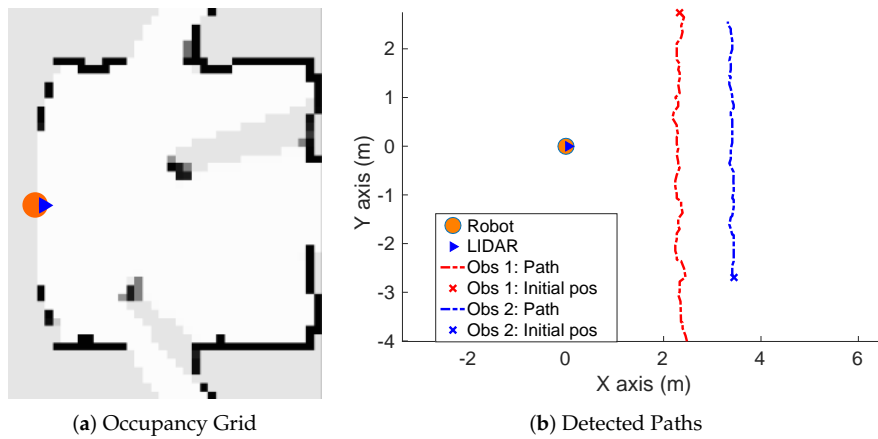 2
1
0
-1
-2
-3
-4
Y axis (m)
Robot
LIDAR
Obs 1: Path
Obs 1: Initial pos
Obs 2: Path
Obs 2: Initial pos
-2
0
2
4
6
X axis (m)
(a) Occupancy Grid
(b) Detected Paths